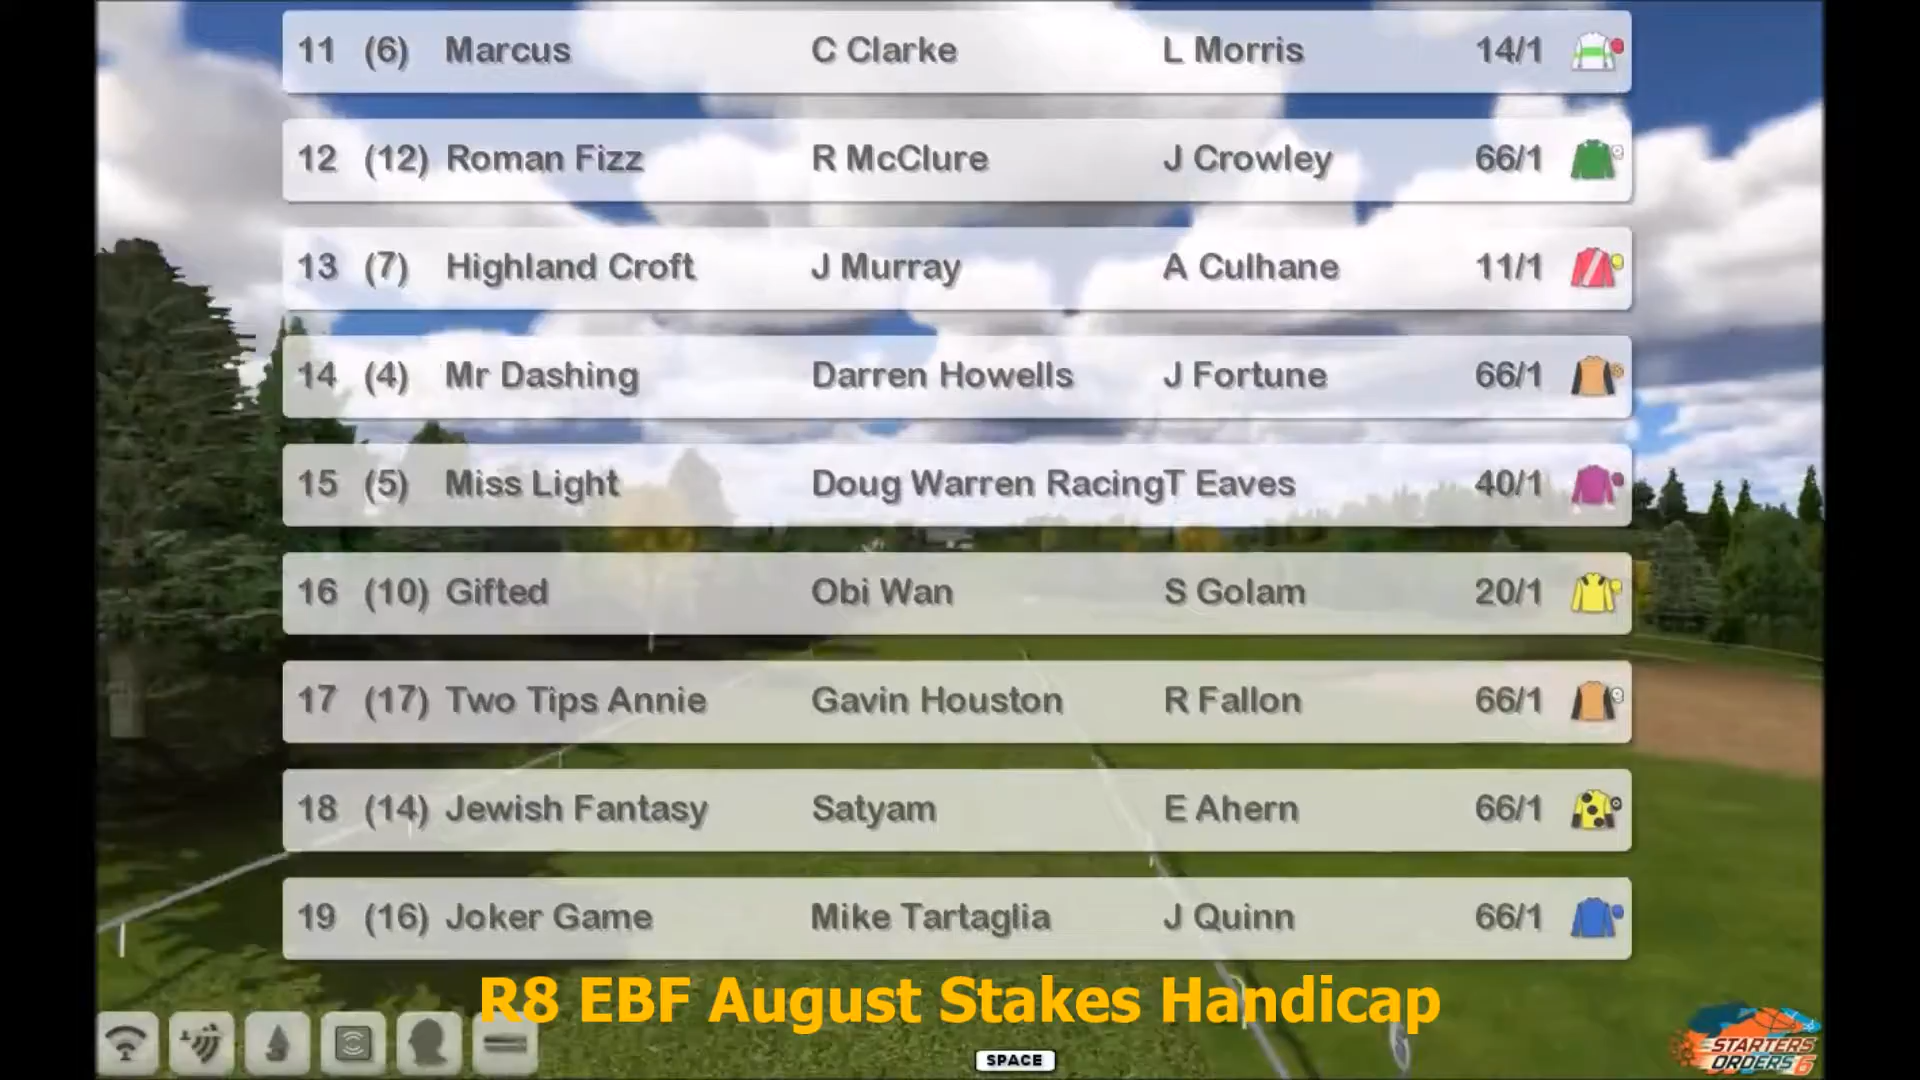 11 (6) Marcus C Clarke L Morris 14/1
12 (12) Roman Fizz R McClure J Crowley 66/1
13 (7) Highland Croft J Murray A Culhane 11/1
14 (4) Mr Dashing Darren Howells J Fortune 66/1
15 (5) Miss Light Doug Warren RacingT Eaves 40/1
16 (10) Gifted Obi Wan S Golam 20/1
17 (17) Two Tips Annie Gavin Houston R Fallon 66/1
18 (14) Jewish Fantasy Satyam E Ahern 66/1
19 (16) Joker Game Mike Tartaglia J Quinn 66/1
R8 EBF August Stakes Handicap
SPACE
STARTERS
ORDERS 6